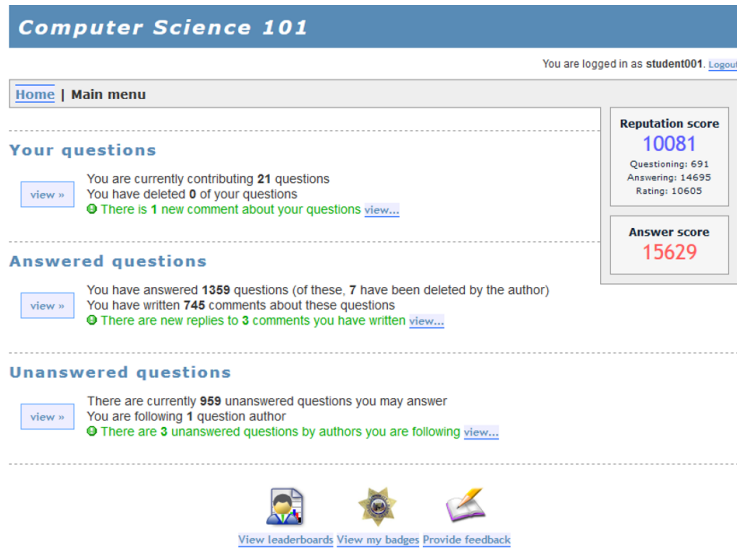 Computer Science 101
You are logged in as student001. Logout
Home | Main menu
Reputation score
10081
Questioning: 691
Answering: 14695
Rating: 10605
Answer score
15629
Your questions
view »
You are currently contributing 21 questions
You have deleted 0 of your questions
There is 1 new comment about your questions view...
Answered questions
view »
You have answered 1359 questions (of these, 7 have been deleted by the author)
You have written 745 comments about these questions
There are new replies to 3 comments you have written view...
Unanswered questions
view »
There are currently 959 unanswered questions you may answer
You are following 1 question author
There are 3 unanswered questions by authors you are following view...
View leaderboards View my badges Provide feedback